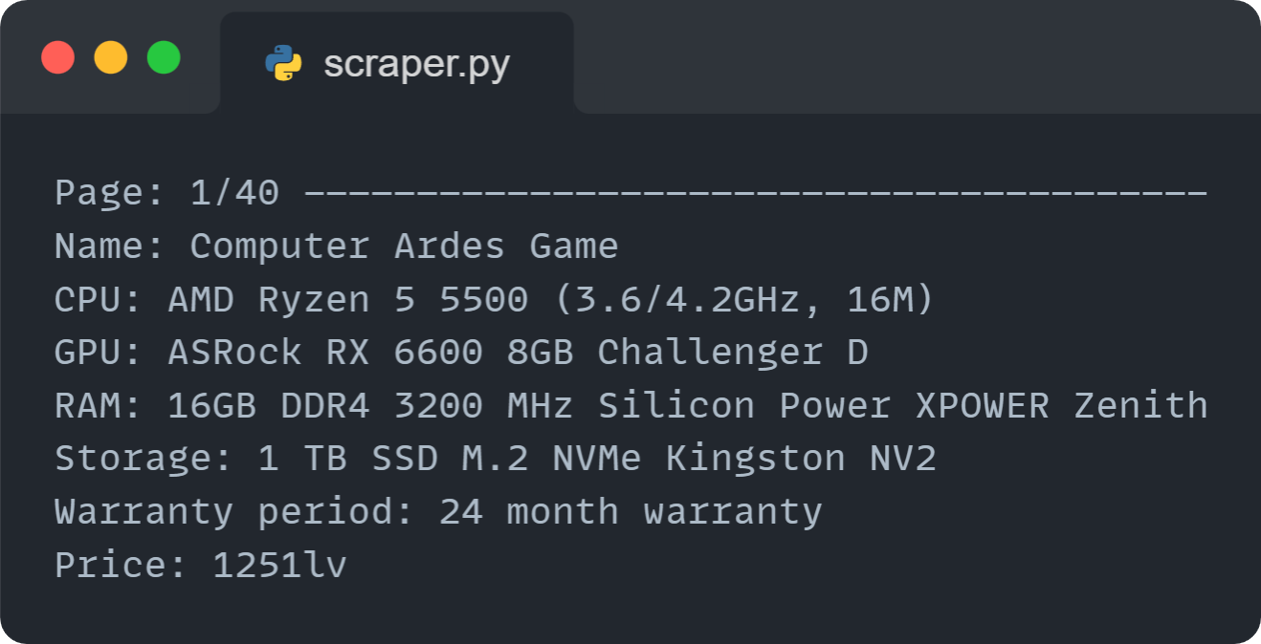 scraper.py
Page: 1/40 ----------------------------------------
Name: Computer Ardes Game
CPU: AMD Ryzen 5 5500 (3.6/4.2GHz, 16M)
GPU: ASRock RX 6600 8GB Challenger D
RAM: 16GB DDR4 3200 MHz Silicon Power XPOWER Zenith
Storage: 1 TB SSD M.2 NVMe Kingston NV2
Warranty period: 24 month warranty
Price: 1251lv